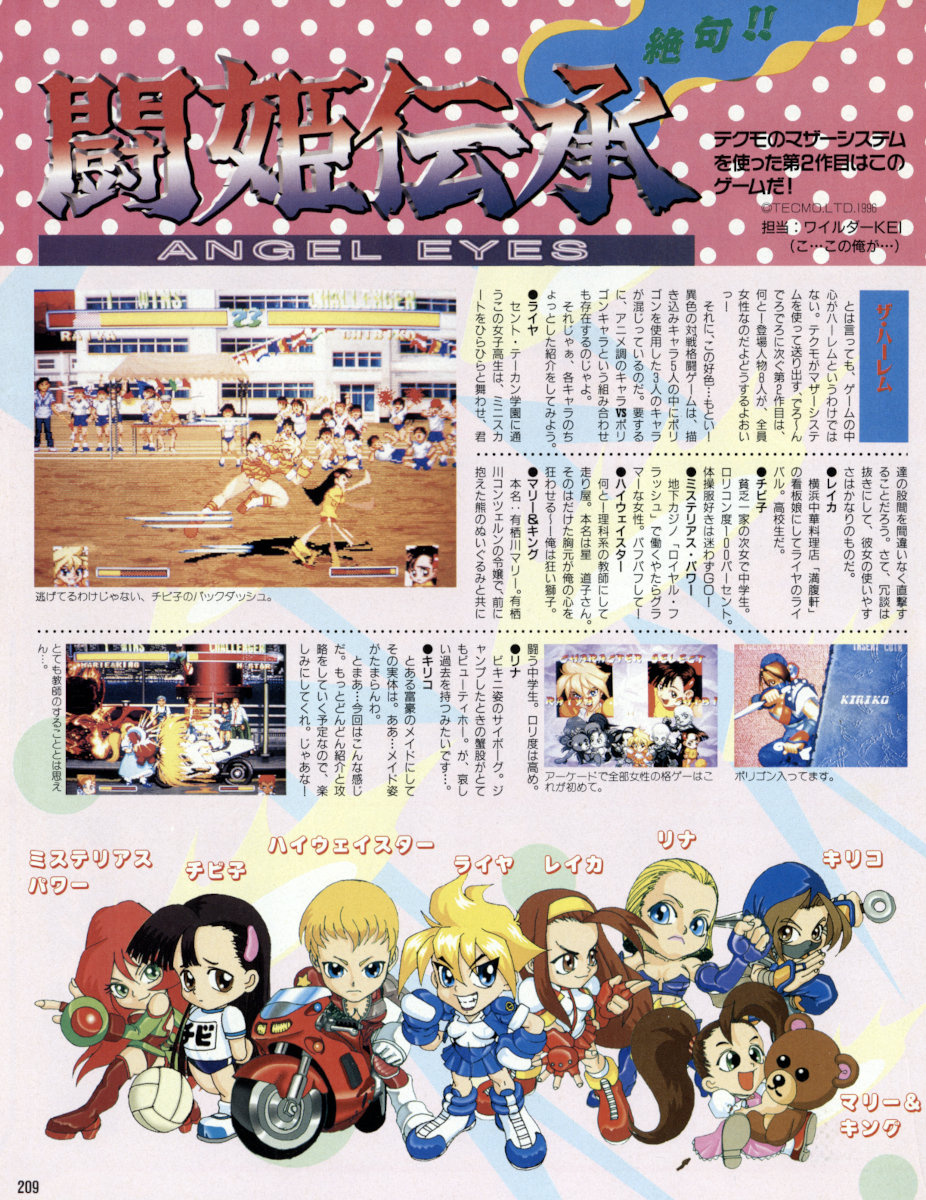 絶句!!
闘姫伝承
ANGEL EYES
テクモのマザーシステム
を使った第2作目はこの
ゲームだ!
©TECMO.LTD.1996
担当:ワイルダーKEI
(こ…この俺が…)
ザ・ハーレム
とは言っても、ゲームの中
心がハーレムというわけでは
ない。テクモがマザーシステ
ムを使って送り出す、でろ〜ん
でろでろに次ぐ第2作目は、
何と!登場人物8人が、全員
女性なのだよどうするよおい
っ!
それに、この好色…もとい!
異色の対戦格闘ゲームは、描
き込みキャラ5人の中にポリ
ゴンを使用した3人のキャラ
が混じっているのだ。要する
に、アニメ調のキャラVSポリ
ゴンキャラという組み合わせ
も存在するのじゃよ。
それじゃあ、各キャラのち
ょっとした紹介をしてみよう。
●ライヤ
セント・テーカン学園に通
うこの女子高生は、ミニスカ
ートをひらひらと舞わせ、君
達の股間を間違いなく直撃す
ることだろう。さて、冗談は
抜きにして、彼女の使いやす
さはかなりのものだ。
●レイカ
横浜中華料理店「満腹軒」
の看板娘にしてライヤのライ
バル。高校生だ。
●チビ子
貧乏一家の次女で中学生。
ロリコン度100パーセント。
体操服好きは迷わずGO!
●ミステリアス・パワー
地下カジノ、「ロイヤル・フ
ラッシュ」で働くやたらグラ
マーな女性。パフパフしてー
●ハイウェイスター
何と!理科系の教師にして
走り屋。本名は星 道子さん。
そのはだけた胸元が俺の心を
狂わせる〜!俺は狂い獅子。
●マリー&キング
本名:有栖川マリー。有栖
川コンツェルンの令嬢で、前に
抱えた熊のぬいぐるみと共に
闘う中学生。ロリ度は高め。
●リナ
ビキニ姿のサイボーグ。ジ
ャンプしたときの蟹股がとて
もビューティホー。が、哀し
い過去を持つみたいです…。
●キリコ
とある富豪のメイドにして
その実体は。ああ…メイド姿
がたまらんわ。
とまあ…今回はこんな感じ
だ。もっとどんどん紹介と攻
略をしていく予定なので、楽
しみにしてくれ。じゃあな!
1 WINS
CHALLENGER
RAIYA
23
逃げてるわけじゃない、チビ子のバックダッシュ。
INSERT COIN
KIRIKO
ポリゴン入ってます。
CHARACTER SELECT
アーケードで全部女性の格ゲーはこ
れが初めて。
WINS
CHALLENGER
MARIE&KING
とても教師のすることとは思え
ん…。
ミステリアス
パワー
チビ子
ハイウェイスター
ライヤ
レイカ
リナ
キリコ
チビ
マリー&
キング
209